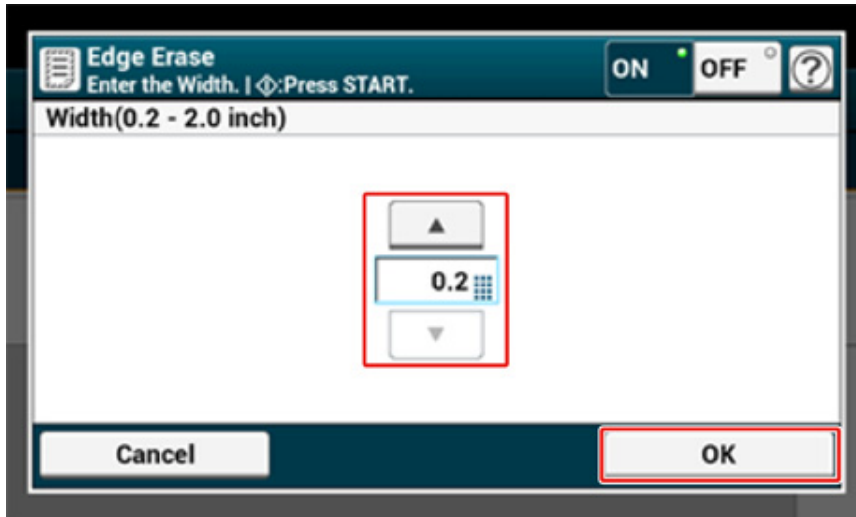 Edge Erase
Enter the Width. | :Press START.
ON OFF ?
Width(0.2 - 2.0 inch)
0.2
Cancel OK